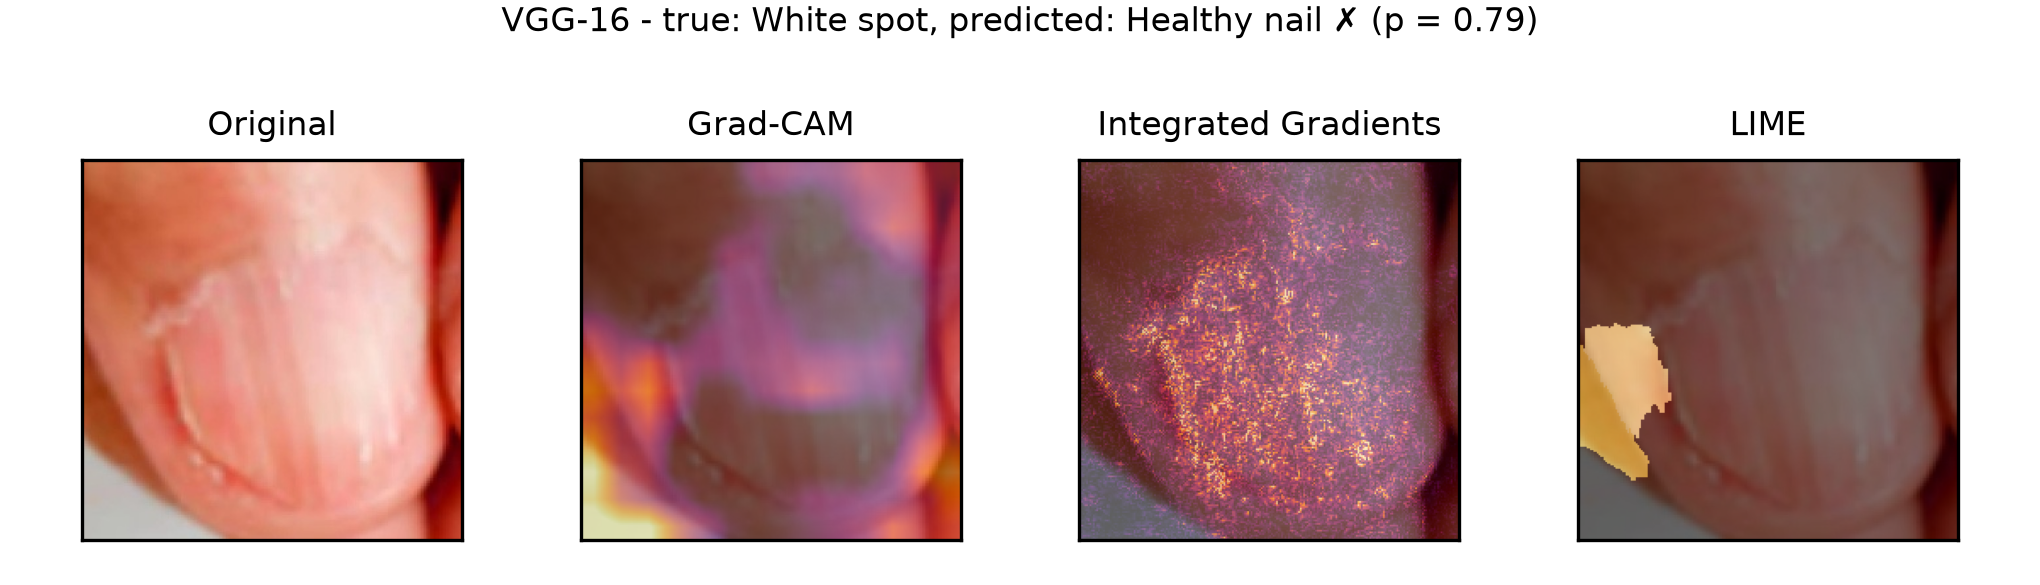 VGG-16 - true: White spot, predicted: Healthy nail ✗ (p = 0.79)
Original
Grad-CAM
Integrated Gradients
LIME